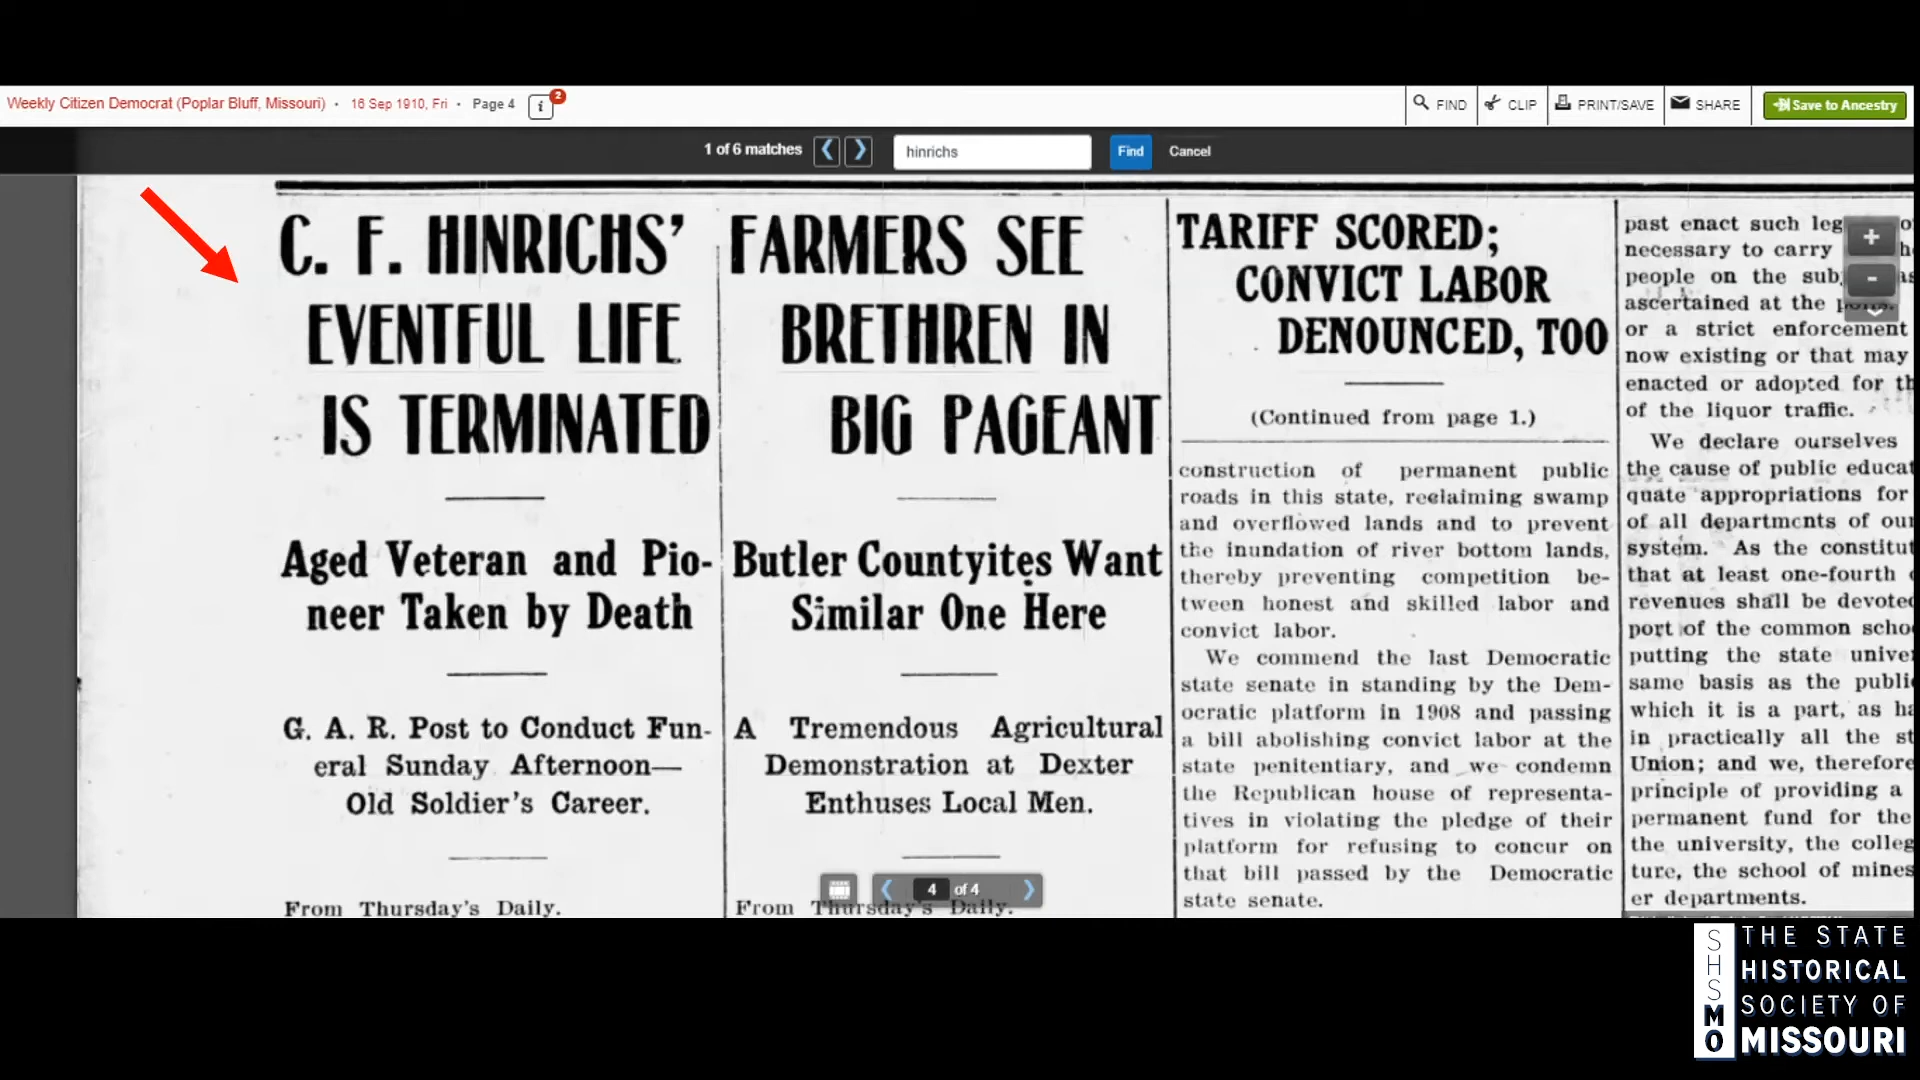 Weekly Citizen Democrat (Poplar Bluff, Missouri) · 16 Sep 1910, Fri · Page 4 i 2
FIND CLIP PRINT/SAVE SHARE Save to Ancestry
1 of 6 matches hinrichs Find Cancel
C. F. HINRICHS'
EVENTFUL LIFE
IS TERMINATED
Aged Veteran and Pio-
neer Taken by Death
G. A. R. Post to Conduct Fun-
eral Sunday Afternoon—
Old Soldier's Career.
From Thursday's Daily.
FARMERS SEE
BRETHREN IN
BIG PAGEANT
Butler Countyites Want
Similar One Here
A Tremendous Agricultural
Demonstration at Dexter
Enthuses Local Men.
From Thursday's Daily.
TARIFF SCORED;
CONVICT LABOR
DENOUNCED, TOO
(Continued from page 1.)
construction of permanent public
roads in this state, reclaiming swamp
and overflowed lands and to prevent
the inundation of river bottom lands,
thereby preventing competition be-
tween honest and skilled labor and
convict labor.
We commend the last Democratic
state senate in standing by the Dem-
ocratic platform in 1908 and passing
a bill abolishing convict labor at the
state penitentiary, and we condemn
the Republican house of representa-
tives in violating the pledge of their
platform for refusing to concur on
that bill passed by the Democratic
state senate.
past enact such leg
necessary to carry
people on the sub
ascertained at the
or a strict enforcement
now existing or that may
enacted or adopted for th
of the liquor traffic.
We declare ourselves
the cause of public educat
quate appropriations for
of all departments of our
system. As the constitut
that at least one-fourth
revenues shall be devoted
port of the common scho
putting the state univer
same basis as the public
which it is a part, as ha
in practically all the st
Union; and we, therefore
principle of providing a
permanent fund for the
the university, the colleg
ture, the school of mines
er departments.
+
-
4 of 4
SHSMO
THE STATE
HISTORICAL
SOCIETY OF
MISSOURI